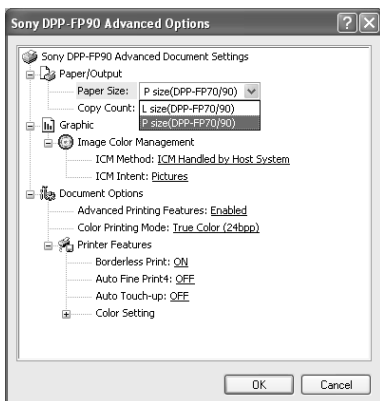 Sony DPP-FP90 Advanced Options
Sony DPP-FP90 Advanced Document Settings
Paper/Output
Paper Size: P size(DPP-FP70/90)
Copy Count: L size(DPP-FP70/90)
P size(DPP-FP70/90)
Graphic
Image Color Management
ICM Method: ICM Handled by Host System
ICM Intent: Pictures
Document Options
Advanced Printing Features: Enabled
Color Printing Mode: True Color (24bpp)
Printer Features
Borderless Print: ON
Auto Fine Print4: OFF
Auto Touch-up: OFF
Color Setting
OK Cancel